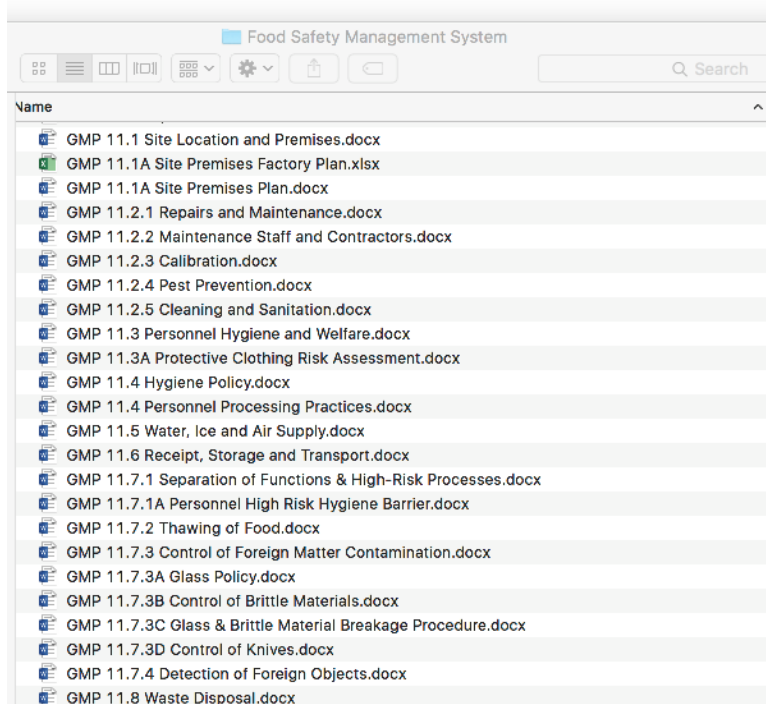 Food Safety Management System
Search
Name
GMP 11.1 Site Location and Premises.docx
GMP 11.1A Site Premises Factory Plan.xlsx
GMP 11.1A Site Premises Plan.docx
GMP 11.2.1 Repairs and Maintenance.docx
GMP 11.2.2 Maintenance Staff and Contractors.docx
GMP 11.2.3 Calibration.docx
GMP 11.2.4 Pest Prevention.docx
GMP 11.2.5 Cleaning and Sanitation.docx
GMP 11.3 Personnel Hygiene and Welfare.docx
GMP 11.3A Protective Clothing Risk Assessment.docx
GMP 11.4 Hygiene Policy.docx
GMP 11.4 Personnel Processing Practices.docx
GMP 11.5 Water, Ice and Air Supply.docx
GMP 11.6 Receipt, Storage and Transport.docx
GMP 11.7.1 Separation of Functions & High-Risk Processes.docx
GMP 11.7.1A Personnel High Risk Hygiene Barrier.docx
GMP 11.7.2 Thawing of Food.docx
GMP 11.7.3 Control of Foreign Matter Contamination.docx
GMP 11.7.3A Glass Policy.docx
GMP 11.7.3B Control of Brittle Materials.docx
GMP 11.7.3C Glass & Brittle Material Breakage Procedure.docx
GMP 11.7.3D Control of Knives.docx
GMP 11.7.4 Detection of Foreign Objects.docx
GMP 11.8 Waste Disposal.docx